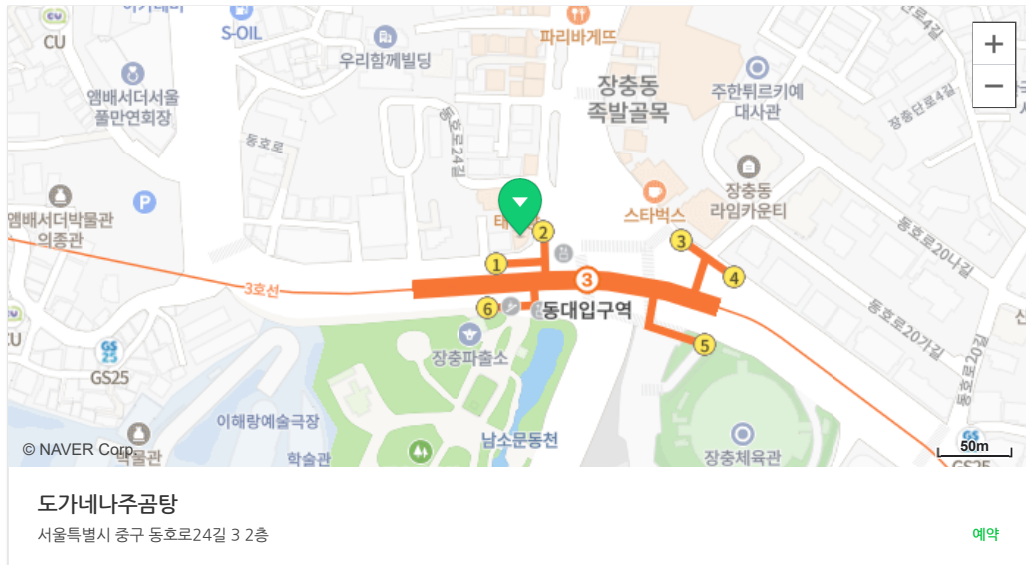 CU
S-OIL
파리바게뜨
우리함께빌딩
장충동
족발골목
주한튀르키예
대사관
앰배서더서울
풀만연회장
장충단로4길
동호로
동호로24길
P
앰배서더박물관
의종관
스타벅스
장충동
라임카운티
2
3
동호로20나길
1
4
3호선
3
6
동대입구역
동호로20가길
5
동호로20길
GS25
GS25
장충파출소
이해랑예술극장
남소문동천
© NAVER Corp.
박물관
학술관
장충체육관
50m
GS25
도가네나주곰탕
서울특별시 중구 동호로24길 3 2층
예약